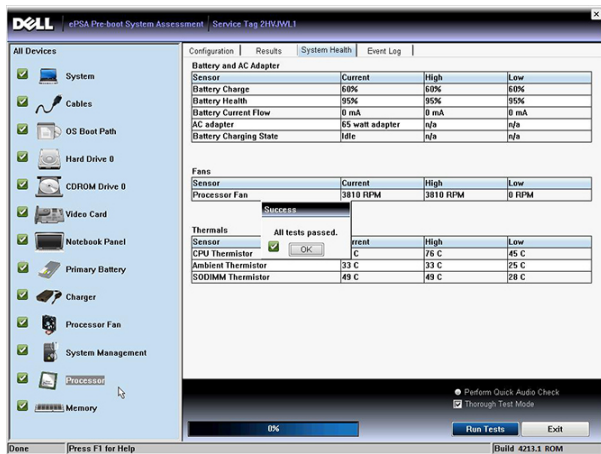 DELL ePSA Pre-boot System Assessment Service Tag 2HVJWL1
All Devices
System
Cables
OS Boot Path
Hard Drive 0
CDROM Drive 0
Video Card
Notebook Panel
Primary Battery
Charger
Processor Fan
System Management
Processor
Memory
Configuration Results System Health Event Log
Battery and AC Adapter
Sensor Current High Low
Battery Charge 60% 60% 60%
Battery Health 95% 95% 95%
Battery Current Flow 0 mA 0 mA 0 mA
AC adapter 65 watt adapter n/a n/a
Battery Charging State Idle n/a n/a
Fans
Sensor Current High Low
Processor Fan 3810 RPM 3810 RPM 0 RPM
Success
All tests passed.
OK
Thermals
Sensor High Low
CPU Thermistor C 76 C 45 C
Ambient Thermistor 33 C 33 C 25 C
SODIMM Thermistor 49 C 49 C 28 C
Perform Quick Audio Check
Thorough Test Mode
0% Run Tests Exit
Done Press F1 for Help Build 4213.1 ROM